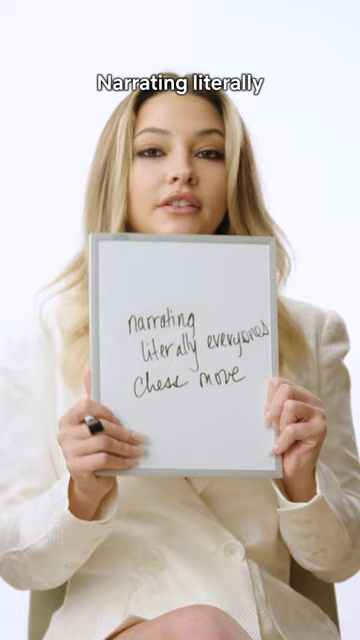 Narrating literally
narrating
literally everyones
chess move